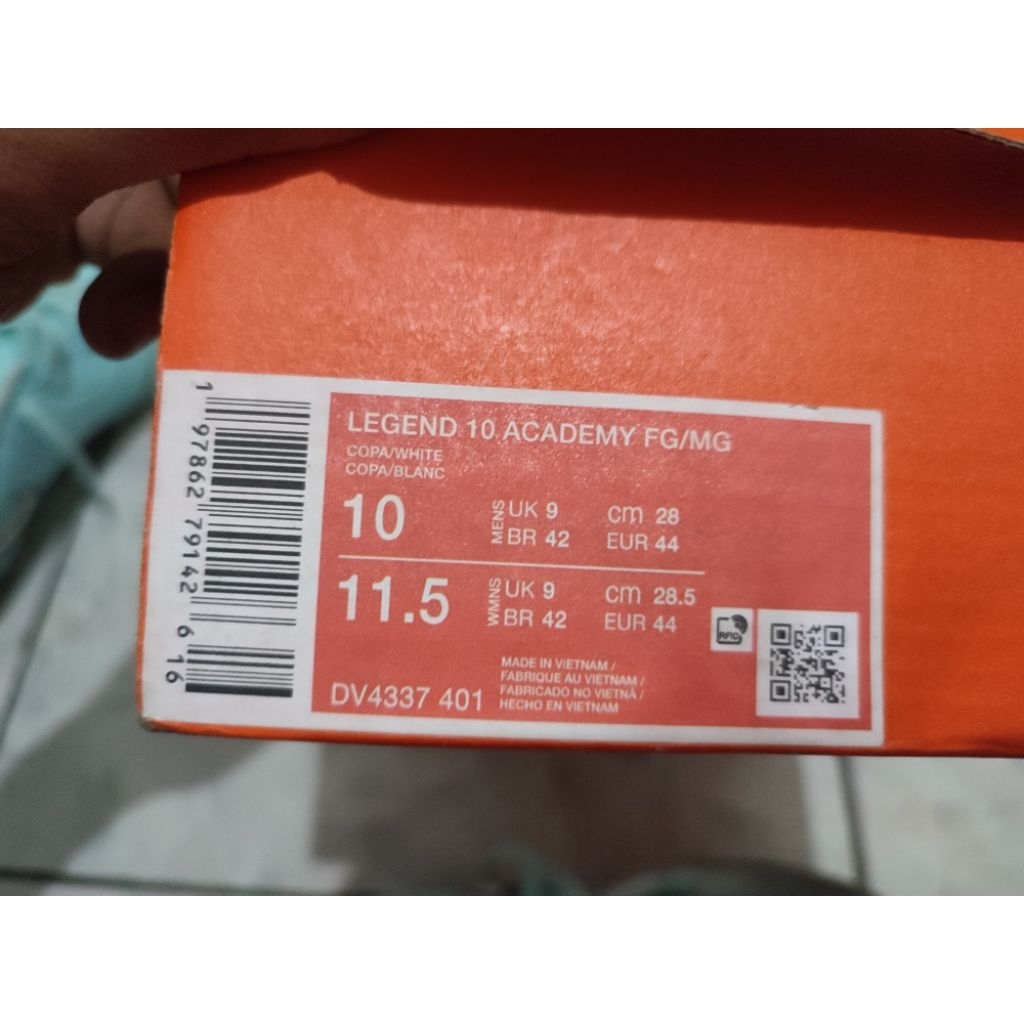 LEGEND 10 ACADEMY FG/MG
COPA/WHITE
COPA/BLANC
10
MENS
UK 9
cm 28
BR 42
EUR 44
11.5
WMNS
UK 9
cm 28.5
BR 42
EUR 44
RFID
DV4337 401
MADE IN VIETNAM /
FABRIQUE AU VIETNAM /
FABRICADO NO VIETNÃ /
HECHO EN VIETNAM
1 97862 79142 6 16